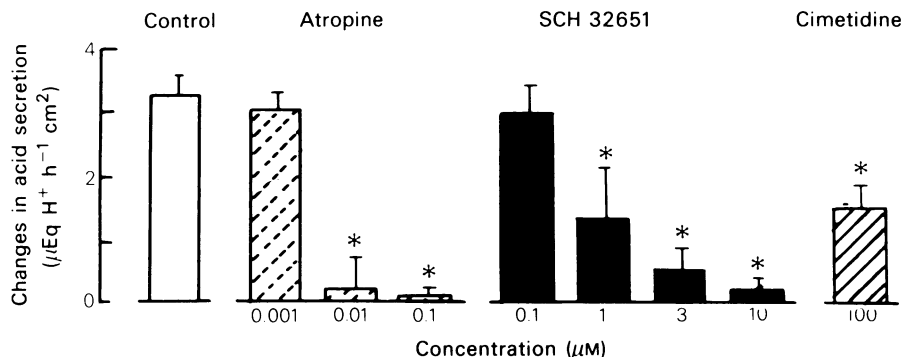 Control Atropine SCH 32651 Cimetidine
Changes in acid secretion
(μEq H⁺ h⁻¹ cm²)
4
2
0
* * * * * *
0.001 0.01 0.1 0.1 1 3 10 100
Concentration (μM)